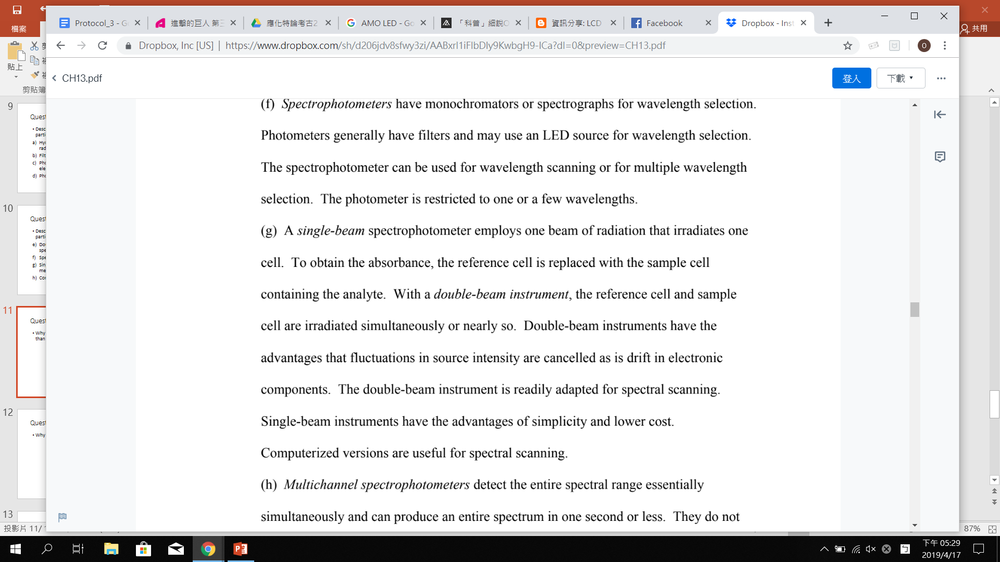 檔案
共用
Protocol_3 - G
進擊的巨人 第三
應化特論考古2
AMO LED - Go
「科普」細說O
資訊分享: LCD
Facebook
Dropbox - Inst
Dropbox, Inc [US] | https://www.dropbox.com/sh/d206jdv8sfwy3zi/AABxrl1iFIbDIy9KwbgH9-ICa?dl=0&preview=CH13.pdf
O
貼上
剪貼簿
CH13.pdf
登入
下載
(f) Spectrophotometers have monochromators or spectrographs for wavelength selection.
Photometers generally have filters and may use an LED source for wavelength selection.
The spectrophotometer can be used for wavelength scanning or for multiple wavelength
selection. The photometer is restricted to one or a few wavelengths.
(g) A single-beam spectrophotometer employs one beam of radiation that irradiates one
cell. To obtain the absorbance, the reference cell is replaced with the sample cell
containing the analyte. With a double-beam instrument, the reference cell and sample
cell are irradiated simultaneously or nearly so. Double-beam instruments have the
advantages that fluctuations in source intensity are cancelled as is drift in electronic
components. The double-beam instrument is readily adapted for spectral scanning.
Single-beam instruments have the advantages of simplicity and lower cost.
Computerized versions are useful for spectral scanning.
(h) Multichannel spectrophotometers detect the entire spectral range essentially
simultaneously and can produce an entire spectrum in one second or less. They do not
9
Quest
• Desc
parti
a) Hy
rad
b) Filt
c) Pho
ele
d) Pho
10
Quest
• Desc
parti
e) Do
spe
f) Spe
g) Sin
me
h) Co
11
Quest
• Why
than
12
Quest
• Why
13
投影片 11/
87%
下午 05:29
2019/4/17